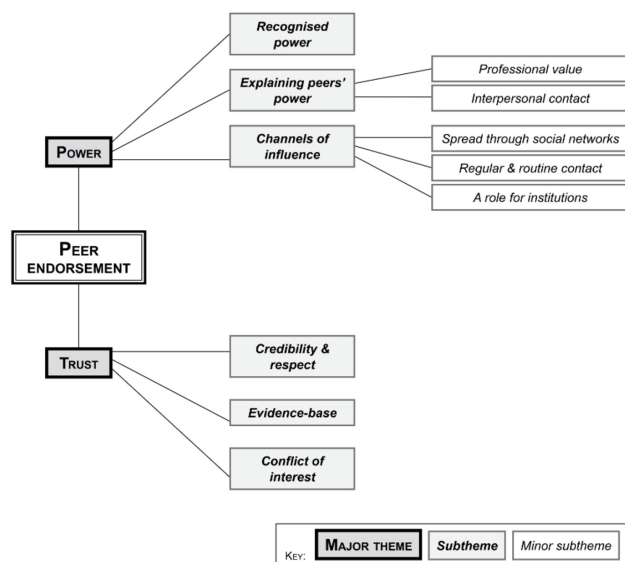 Recognised
power
Explaining peers'
power
Professional value
Interpersonal contact
Channels of
influence
Spread through social networks
Regular & routine contact
A role for institutions
POWER
PEER
ENDORSEMENT
TRUST
Credibility &
respect
Evidence-base
Conflict of
interest
KEY: MAJOR THEME Subtheme Minor subtheme